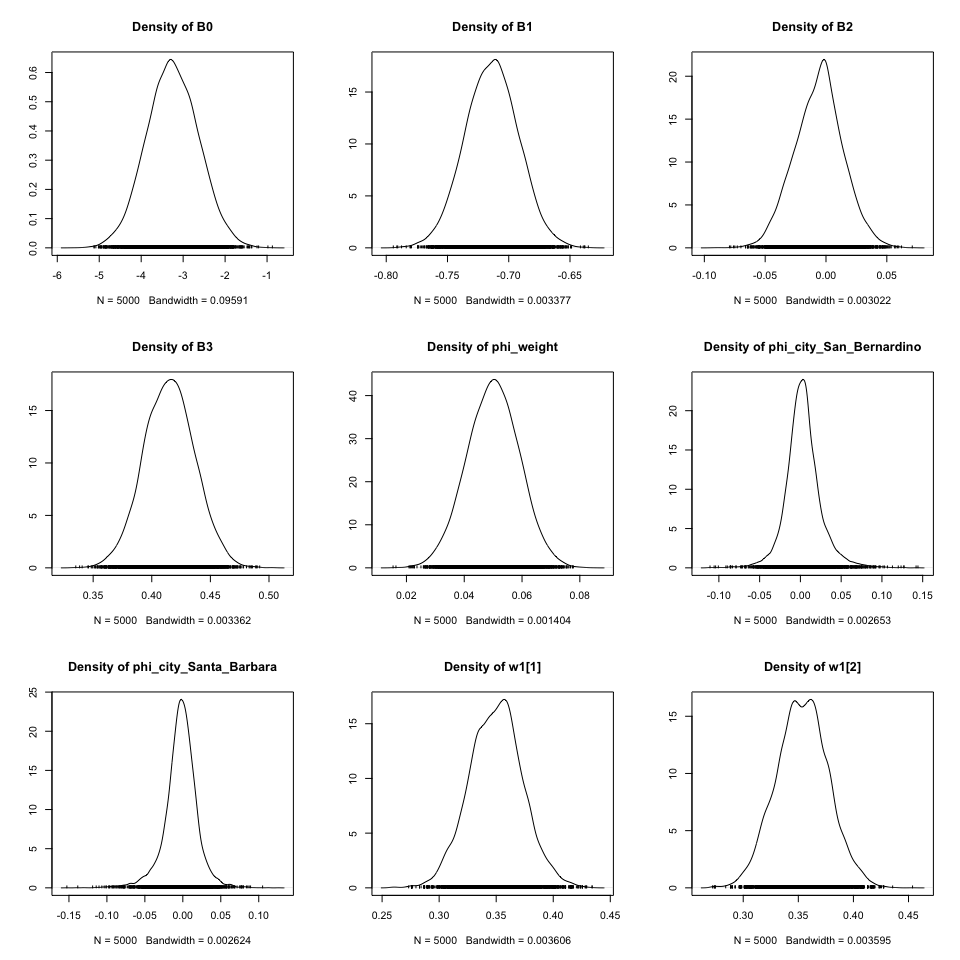 Density of B0
0.0 0.1 0.2 0.3 0.4 0.5 0.6
-6 -5 -4 -3 -2 -1
N = 5000 Bandwidth = 0.09591
Density of B1
0 5 10 15
-0.80 -0.75 -0.70 -0.65
N = 5000 Bandwidth = 0.003377
Density of B2
0 5 10 15 20
-0.10 -0.05 0.00 0.05
N = 5000 Bandwidth = 0.003022
Density of B3
0 5 10 15
0.35 0.40 0.45 0.50
N = 5000 Bandwidth = 0.003362
Density of phi_weight
0 10 20 30 40
0.02 0.04 0.06 0.08
N = 5000 Bandwidth = 0.001404
Density of phi_city_San_Bernardino
0 5 10 15 20
-0.10 -0.05 0.00 0.05 0.10 0.15
N = 5000 Bandwidth = 0.002653
Density of phi_city_Santa_Barbara
0 5 10 15 20 25
-0.15 -0.05 0.00 0.05 0.10
N = 5000 Bandwidth = 0.002624
Density of w1[1]
0 5 10 15
0.25 0.30 0.35 0.40 0.45
N = 5000 Bandwidth = 0.003606
Density of w1[2]
0 5 10 15
0.30 0.35 0.40 0.45
N = 5000 Bandwidth = 0.003595